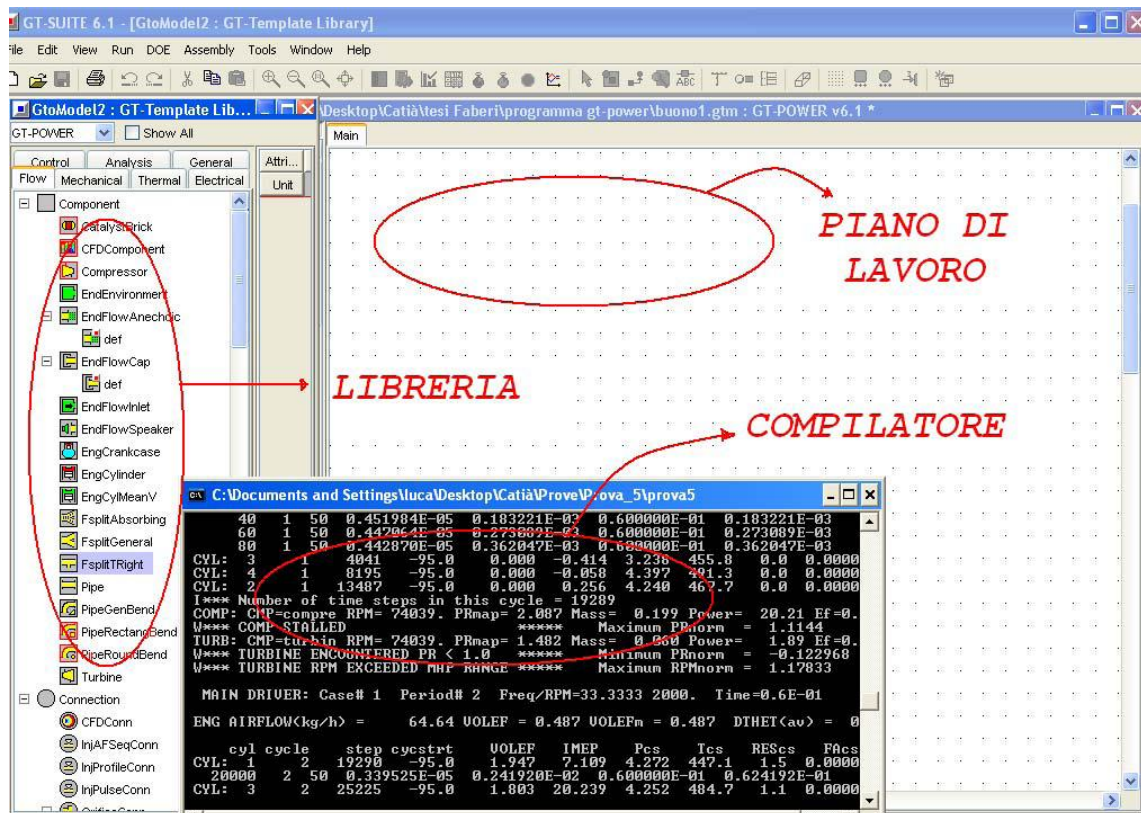 GT-SUITE 6.1 - [GtoModel2 : GT-Template Library]
File Edit View Run DOE Assembly Tools Window Help
GtoModel2 : GT-Template Lib...
\Desktop\Catià\tesi Faberi\programma gt-power\buono1.gtm : GT-POWER v6.1 *
GT-POWER Show All
Main
Control Analysis General
Flow Mechanical Thermal Electrical
Attri...
Unit
Component
CatalystBrick
CFDComponent
Compressor
EndEnvironment
EndFlowAnechoic
def
EndFlowCap
def
EndFlowInlet
EndFlowSpeaker
EngCrankcase
EngCylinder
EngCylMeanV
FsplitAbsorbing
FsplitGeneral
FsplitTRight
Pipe
PipeGenBend
PipeRectangBend
PipeRoundBend
Turbine
Connection
CFDConn
InjAFSeqConn
InjProfileConn
InjPulseConn
PIANO DI
LAVORO
LIBRERIA
COMPILATORE
C:\Documents and Settings\luca\Desktop\Catià\Prove\Prova_5\prova5
40 1 50 0.451984E-05 0.183221E-03 0.600000E-01 0.183221E-03
60 1 50 0.447064E-05 0.273089E-03 0.600000E-01 0.273089E-03
80 1 50 0.442870E-05 0.362047E-03 0.600000E-01 0.362047E-03
CYL: 3 1 4041 -95.0 0.000 -0.414 3.236 455.8 0.0 0.0000
CYL: 4 1 8195 -95.0 0.000 -0.058 4.397 491.3 0.0 0.0000
CYL: 2 1 13487 -95.0 0.000 0.256 4.240 462.7 0.0 0.0000
I*** Number of time steps in this cycle = 19289
COMP: CMP=compre RPM= 74039. PRmap= 2.087 Mass= 0.199 Power= 20.21 Ef=0.
W*** COMP STALLED ***** Maximum PRnorm = 1.1144
TURB: CMP=turbin RPM= 74039. PRmap= 1.482 Mass= 0.060 Power= 1.89 Ef=0.
W*** TURBINE ENCOUNTERED PR < 1.0 ***** Minimum PRnorm = -0.122968
W*** TURBINE RPM EXCEEDED MAP RANGE ***** Maximum RPMnorm = 1.17833
MAIN DRIVER: Case# 1 Period# 2 Freq/RPM=33.3333 2000. Time=0.6E-01
ENG AIRFLOW(kg/h) = 64.64 VOLEF = 0.487 VOLEFm = 0.487 DTHET(av) = 0
cyl cycle step cycstrt VOLEF IMEP Pcs Tcs REScs FAcs
CYL: 1 2 19290 -95.0 1.947 7.109 4.272 447.1 1.5 0.0000
20000 2 50 0.339525E-05 0.241920E-02 0.600000E-01 0.624192E-01
CYL: 3 2 25225 -95.0 1.803 20.239 4.252 484.7 1.1 0.0000